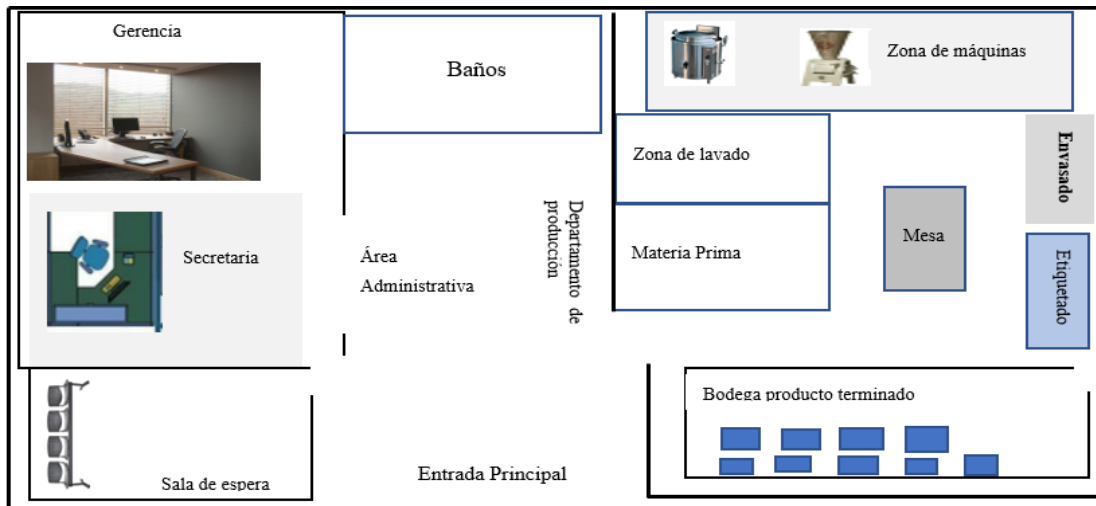 Gerencia
Baños
Zona de máquinas
Zona de lavado
Envasado
Secretaria
Área
Administrativa
Departamento de
producción
Materia Prima
Mesa
Etiquetado
Bodega producto terminado
Sala de espera
Entrada Principal